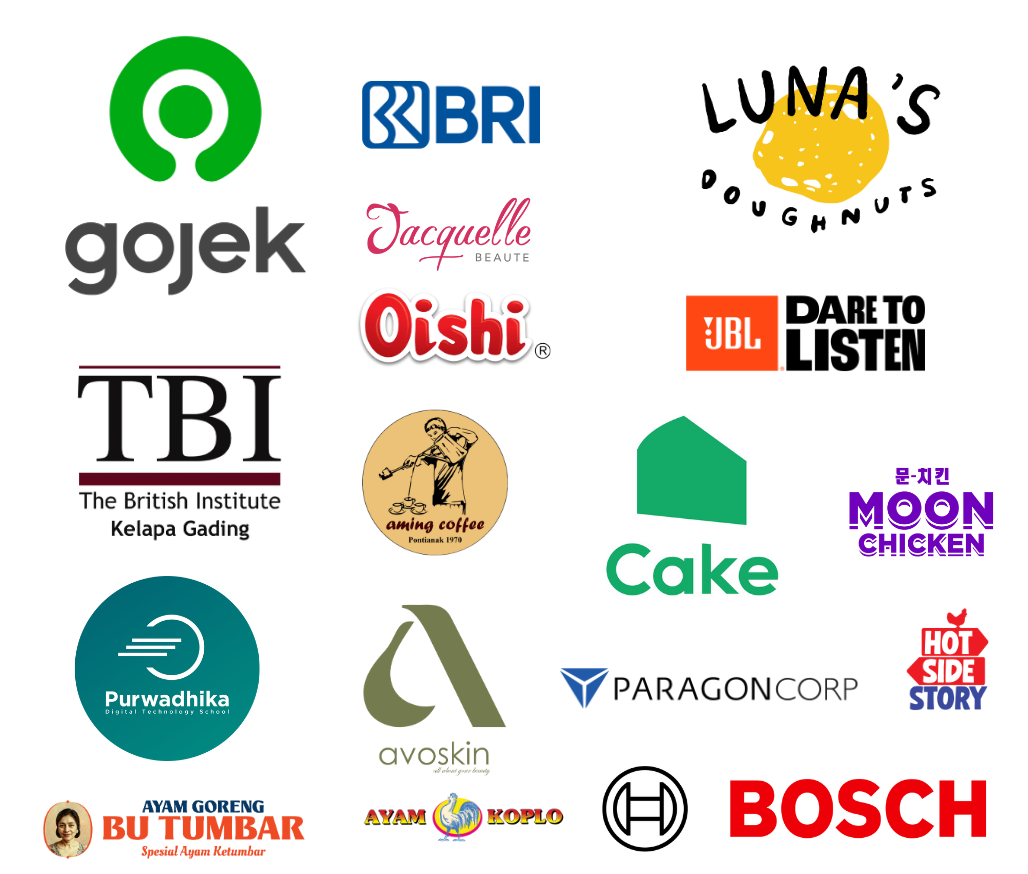 gojek
BRI
LUNA'S
DOUGHNUTS
Jacquelle
BEAUTE
Oishi ®
JBL
DARE TO
LISTEN
TBI
The British Institute
Kelapa Gading
aming coffee
Pontianak 1970
Cake
문-치킨
MOON
CHICKEN
Purwadhika
Digital Technology School
avoskin
all about your beauty
PARAGONCORP
HOT
SIDE
STORY
AYAM GORENG
BU TUMBAR
Spesial Ayam Ketumbar
AYAM KOPLO
BOSCH